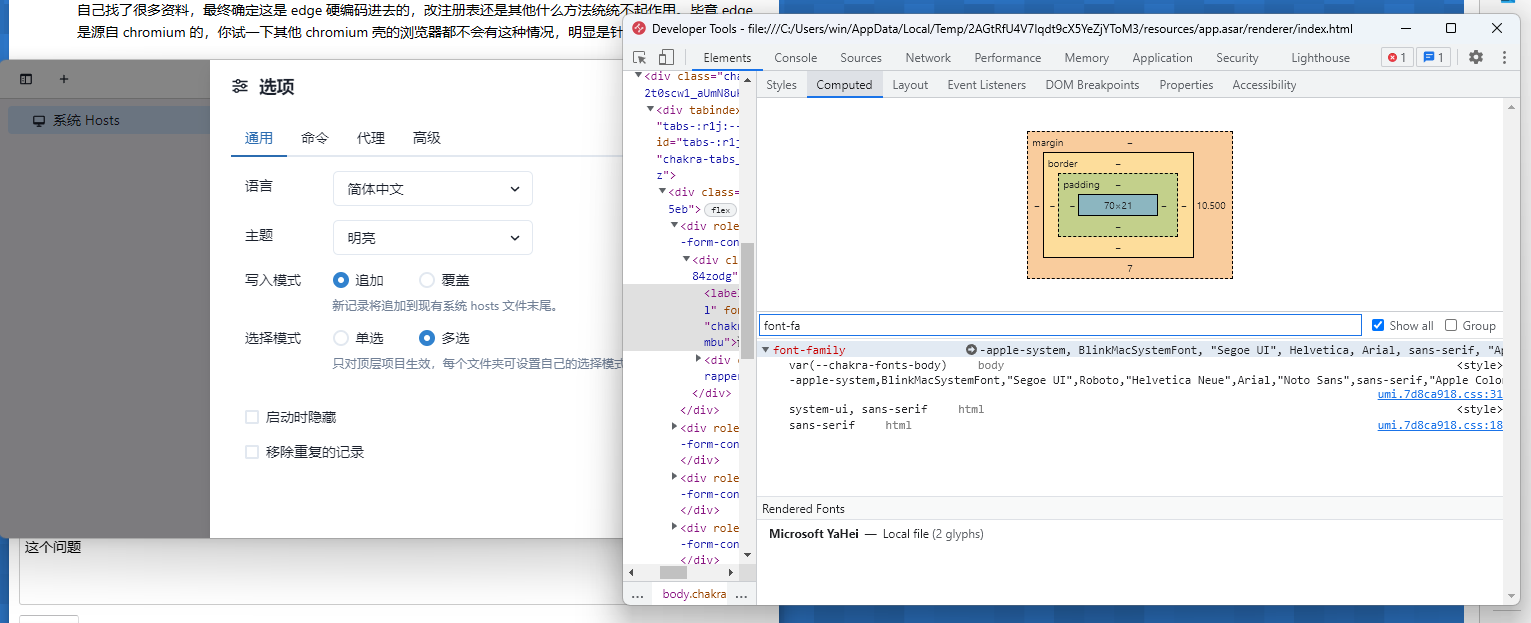 自己找了很多资料，最终确定这是 edge 硬编码进去的，改注册表还是其他什么方法统统不起作用。毕竟 edge
是源自 chromium 的，你试一下其他 chromium 壳的浏览器都不会有这种情况，明显是针
系统 Hosts
选项
通用 命令 代理 高级
语言 简体中文
主题 明亮
写入模式 追加 覆盖
新记录将追加到现有系统 hosts 文件末尾。
选择模式 单选 多选
只对顶层项目生效，每个文件夹可设置自己的选择模式
启动时隐藏
移除重复的记录
这个问题
Developer Tools - file:///C:/Users/win/AppData/Local/Temp/2AGtRfU4V7Iqdt9cX5YeZjYToM3/resources/app.asar/renderer/index.html
Elements Console Sources Network Performance Memory Application Security Lighthouse 1 1
<div class="cha
2t0scw1_aUmN8uk
<div tabindex
"tabs-:r1j:--
id="tabs-:r1j
"chakra-tabs_
z">
<div class=
5eb"> flex
<div role
-form-con
<div cl
84zodg"
<labe
l" fo
"chak
mbu">
<div
rappe
</div>
</div>
<div role
-form-con
</div>
<div role
-form-con
</div>
<div role
-form-con
</div>
... body.chakra ...
Styles Computed Layout Event Listeners DOM Breakpoints Properties Accessibility
margin –
border –
padding –
– – – 70×21 – – 10.500
–
–
7
font-fa Show all Group
font-family -apple-system, BlinkMacSystemFont, "Segoe UI", Helvetica, Arial, sans-serif, "Ap
var(--chakra-fonts-body) body <style>
-apple-system,BlinkMacSystemFont,"Segoe UI",Roboto,"Helvetica Neue",Arial,"Noto Sans",sans-serif,"Apple Colo
umi.7d8ca918.css:31
system-ui, sans-serif html <style>
sans-serif html umi.7d8ca918.css:18
Rendered Fonts
Microsoft YaHei — Local file (2 glyphs)